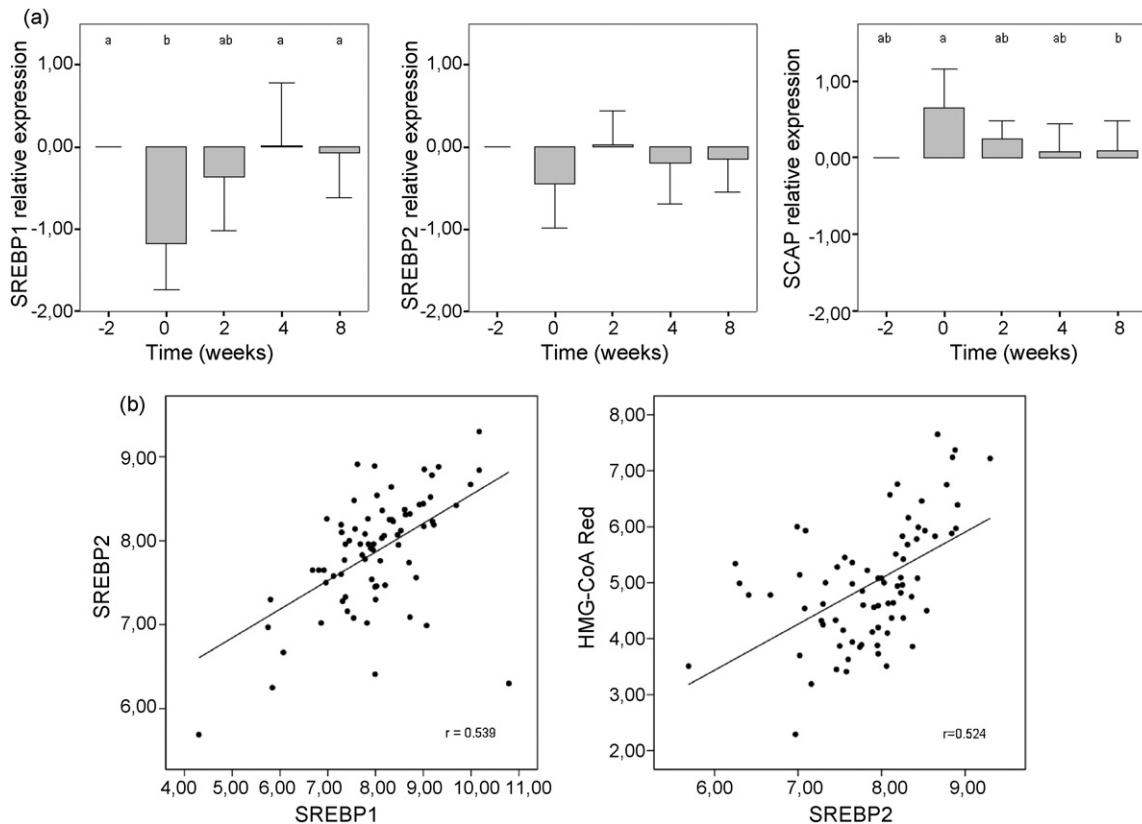 (a)
SREBP1 relative expression
a b ab a a
1,00
0,00
-1,00
-2,00
-2 0 2 4 8
Time (weeks)
SREBP2 relative expression
1,00
0,00
-1,00
-2,00
-2 0 2 4 8
Time (weeks)
SCAP relative expression
ab a ab ab b
1,00
0,00
-1,00
-2,00
-2 0 2 4 8
Time (weeks)
(b)
SREBP2
9,00
8,00
7,00
6,00
r = 0.539
4,00 5,00 6,00 7,00 8,00 9,00 10,00 11,00
SREBP1
HMG-CoA Red
8,00
7,00
6,00
5,00
4,00
3,00
2,00
r=0.524
6,00 7,00 8,00 9,00
SREBP2